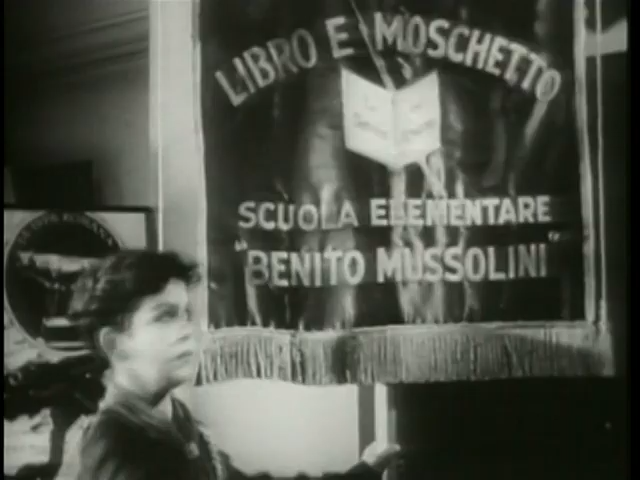 LIBRO E MOSCHETTO
SCUOLA ELEMENTARE
"BENITO MUSSOLINI"